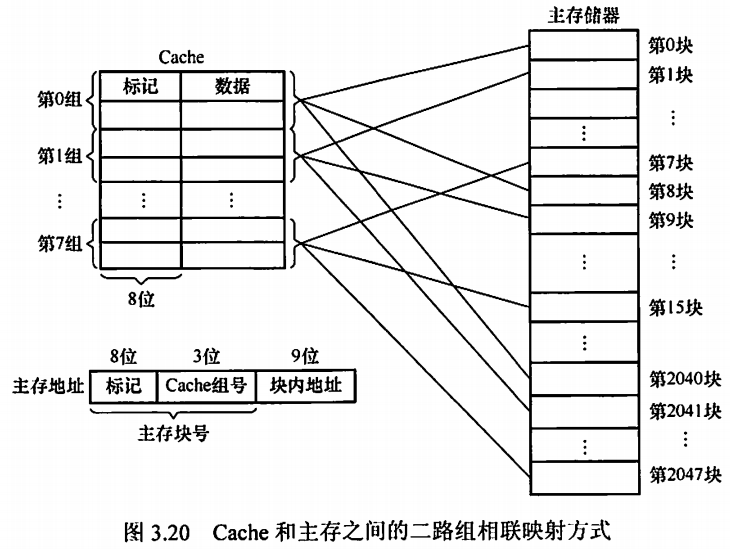 主存储器
Cache
标记 数据
第0组
第1组
⋮ ⋮ ⋮
第7组
8位
第0块
第1块
⋮ ⋮
第7块
第8块
第9块
⋮ ⋮
第15块
⋮
第2040块
第2041块
⋮ ⋮
第2047块
8位 3位 9位
主存地址 标记 Cache组号 块内地址
主存块号
图 3.20 Cache 和主存之间的二路组相联映射方式